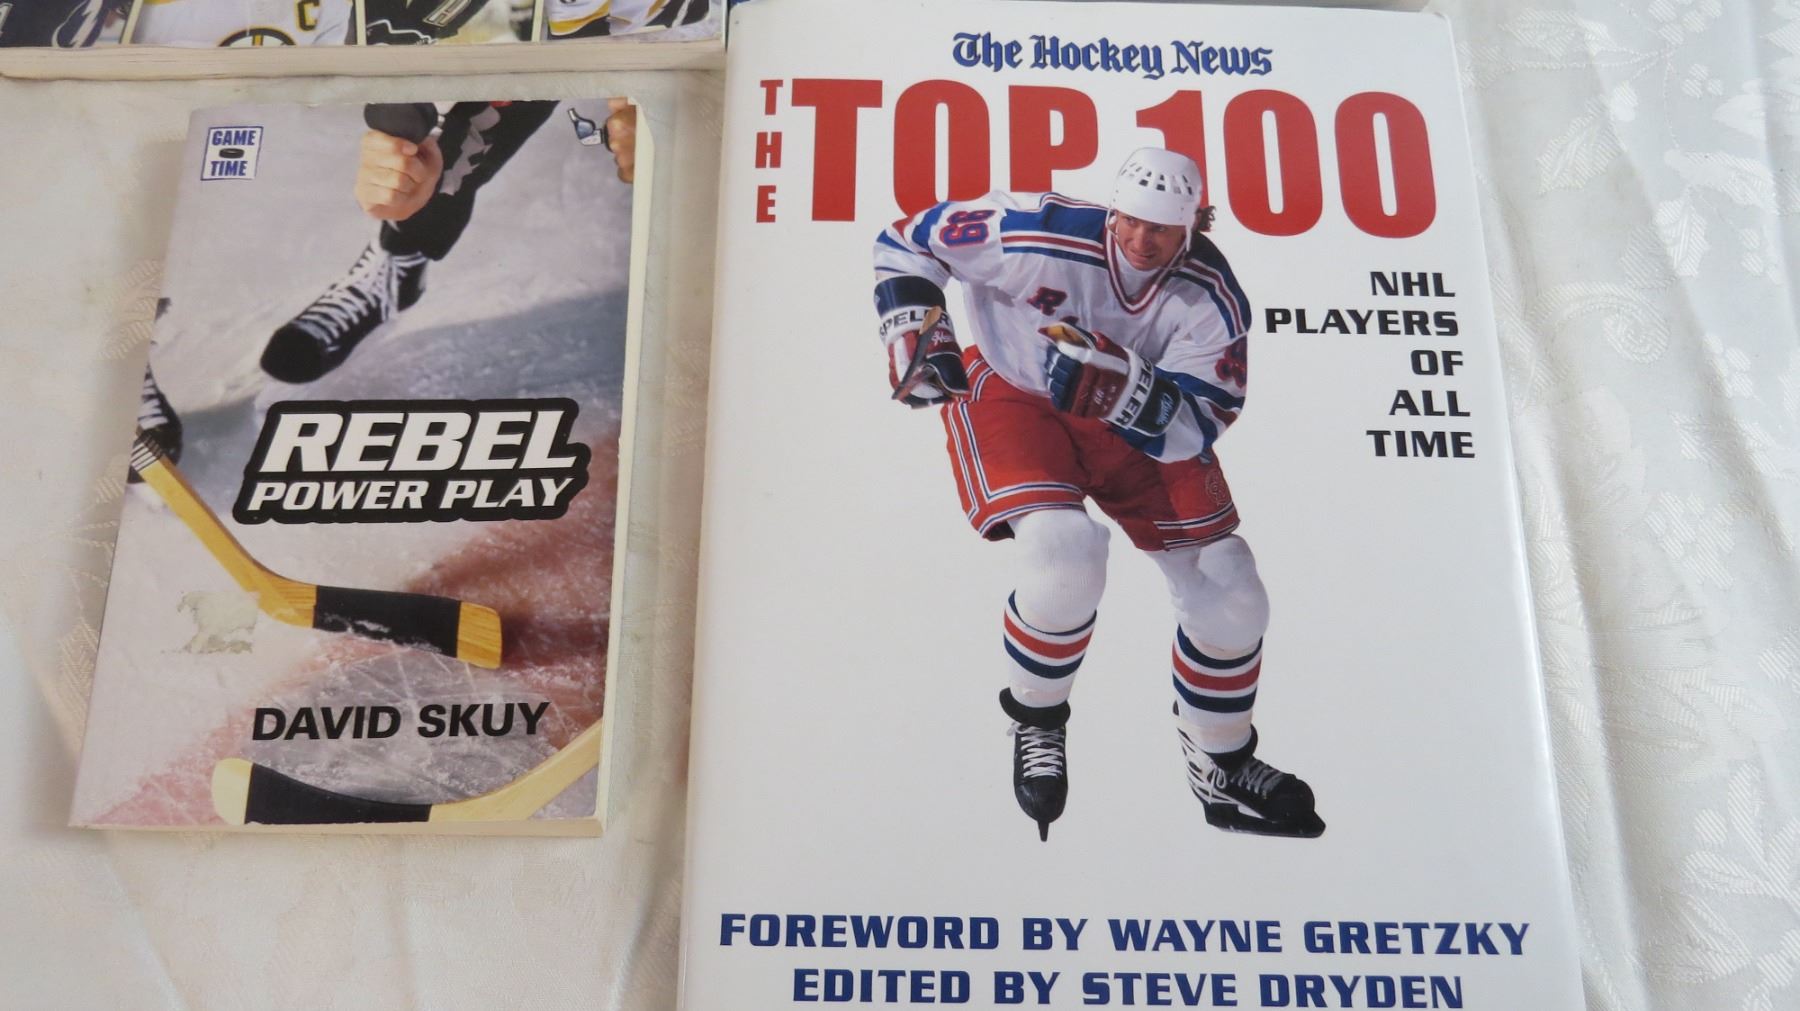 C
A
GAME
TIME
REBEL
POWER PLAY
DAVID SKUY
The Hockey News
THE
TOP 100
NHL
PLAYERS
OF
ALL
TIME
99
R
FOREWORD BY WAYNE GRETZKY
EDITED BY STEVE DRYDEN